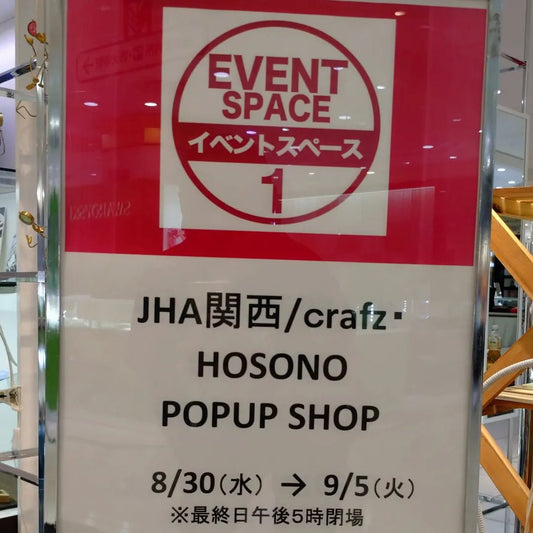 EVENT
SPACE
イベントスペース
1
SWAROVSKI
JHA関西/crafz・
HOSONO
POPUP SHOP
8/30(水) → 9/5(火)
※最終日午後5時閉場